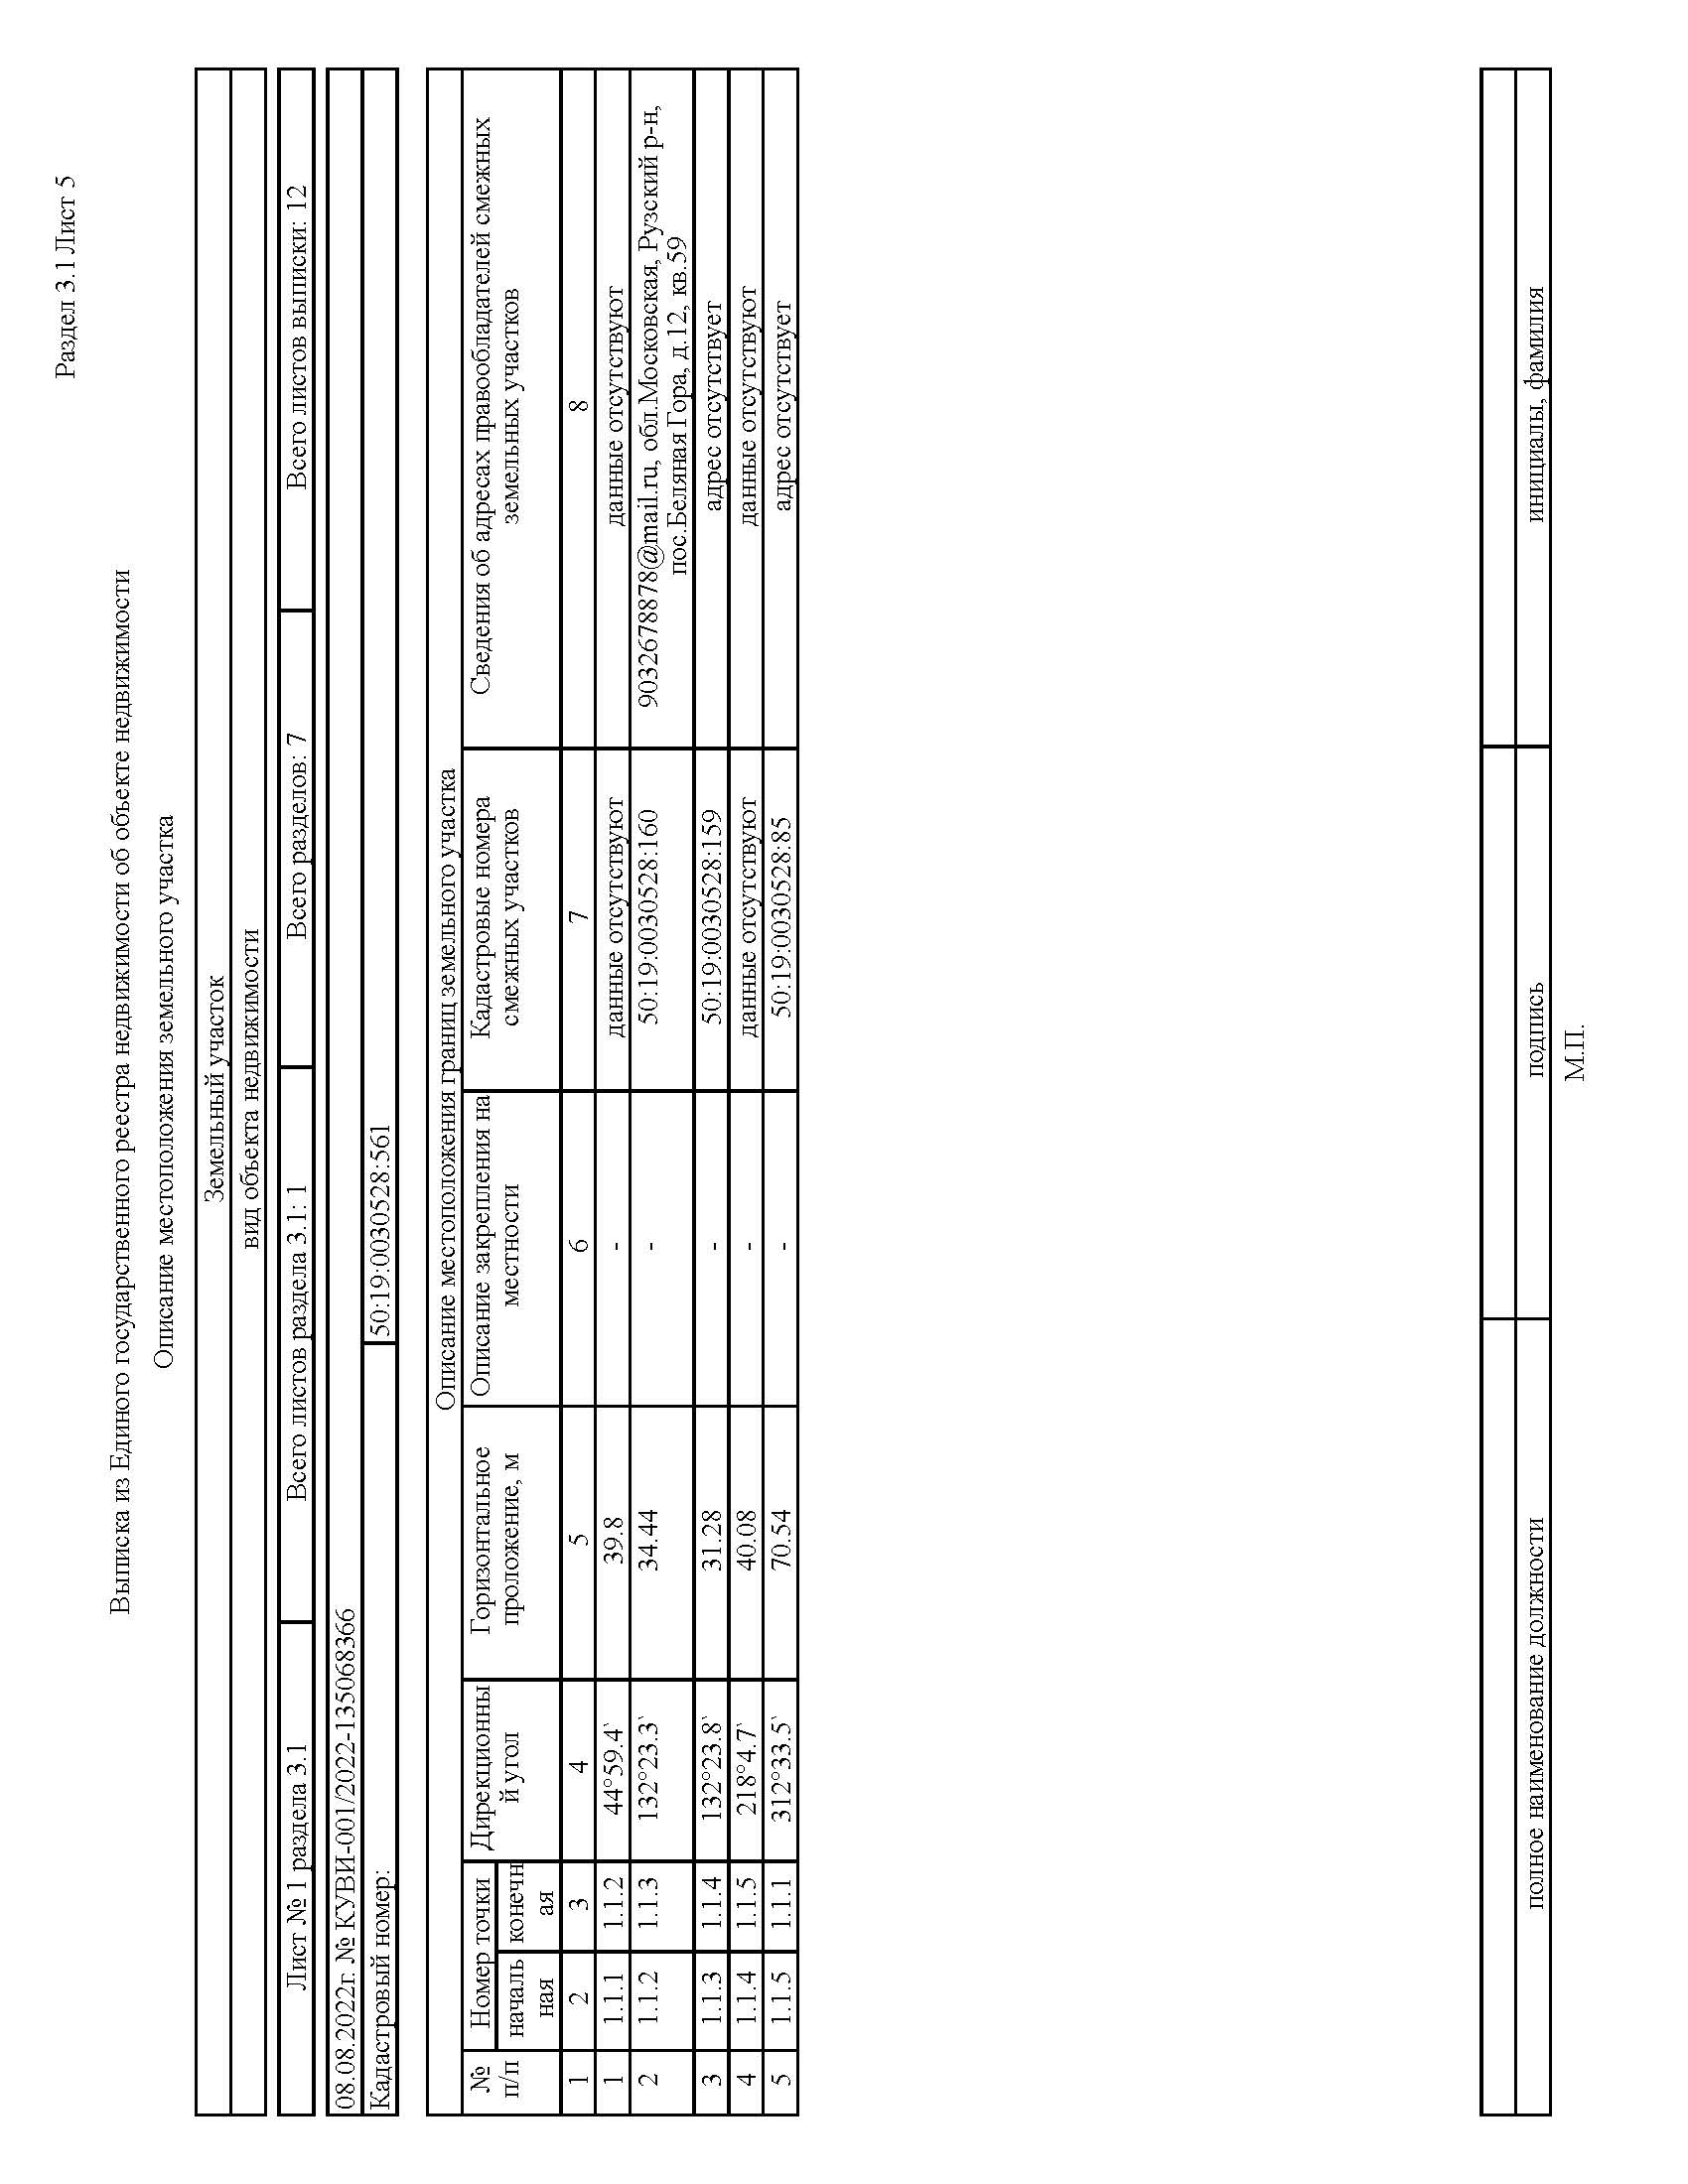 Раздел 3.1 Лист 5
Выписка из Единого государственного реестра недвижимости об объекте недвижимости
Описание местоположения земельного участка
Земельный участок
вид объекта недвижимости
Лист № 1 раздела 3.1 Всего листов раздела 3.1: 1 Всего разделов: 7 Всего листов выписки: 12
08.08.2022г. № КУВИ-001/2022-135068366
Кадастровый номер: 50:19:0030528:561
Описание местоположения границ земельного участка
№ Номер точки Дирекционны Горизонтальное Описание закрепления на Кадастровые номера Сведения об адресах правообладателей смежных
п/п началь конечн й угол проложение, м местности смежных участков земельных участков
ная ая
1 2 3 4 5 6 7 8
1 1.1.1 1.1.2 44°59.4` 39.8 - данные отсутствуют данные отсутствуют
2 1.1.2 1.1.3 132°23.3` 34.44 - 50:19:0030528:160 9032678878@mail.ru, обл.Московская, Рузский р-н,
пос.Беляная Гора, д.12, кв.59
3 1.1.3 1.1.4 132°23.8` 31.28 - 50:19:0030528:159 адрес отсутствует
4 1.1.4 1.1.5 218°4.7` 40.08 - данные отсутствуют данные отсутствуют
5 1.1.5 1.1.1 312°33.5` 70.54 - 50:19:0030528:85 адрес отсутствует
полное наименование должности подпись инициалы, фамилия
М.П.